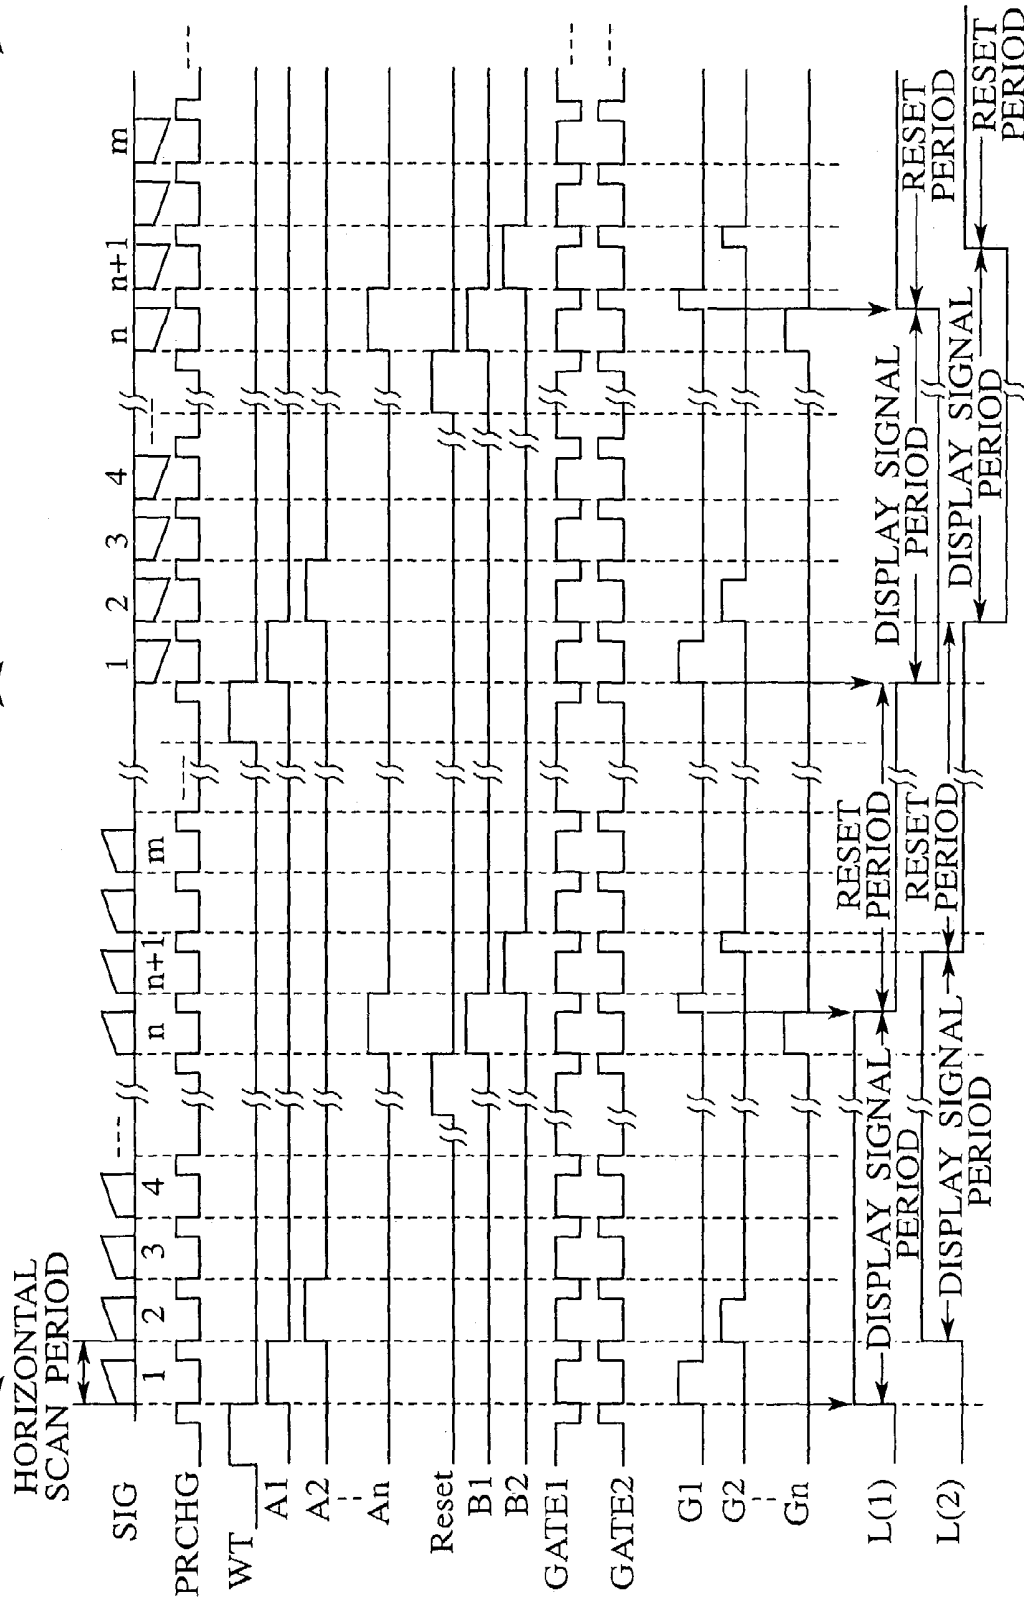 HORIZONTAL
SCAN PERIOD
SIG
1 2 3 4 ---- n n+1 m
1 2 3 4 n n+1 m
PRCHG
WT
A1
A2
An
Reset
B1
B2
GATE1
GATE2
G1
G2
Gn
L(1)
DISPLAY SIGNAL
PERIOD
RESET
PERIOD
DISPLAY SIGNAL
PERIOD
RESET
PERIOD
L(2)
DISPLAY SIGNAL
PERIOD
RESET
PERIOD
DISPLAY SIGNAL
PERIOD
RESET
PERIOD